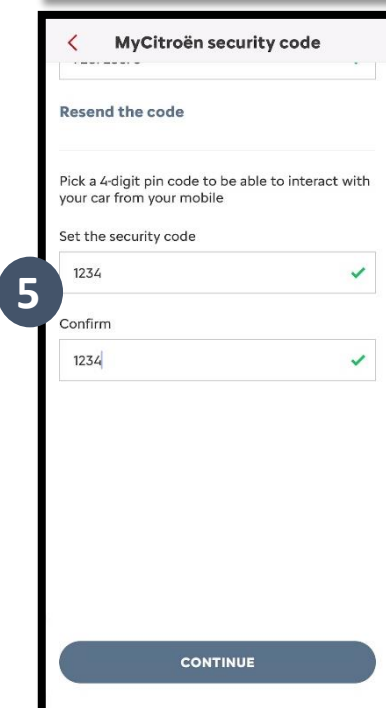 MyCitroën security code
Resend the code
Pick a 4-digit pin code to be able to interact with
your car from your mobile
Set the security code
1234
5
Confirm
1234
CONTINUE